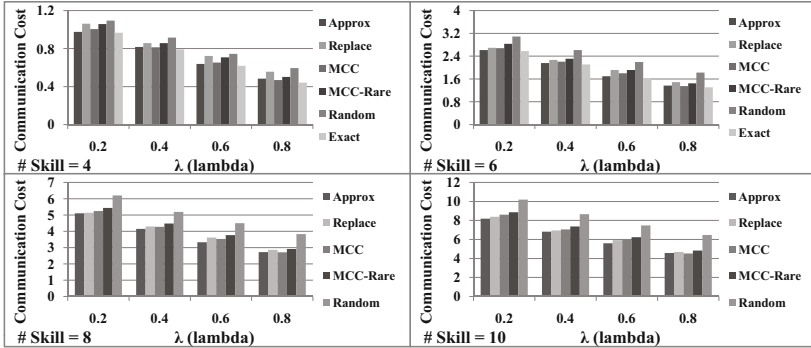 Communication Cost
1.2
0.8
0.4
0
0.2 0.4 0.6 0.8
# Skill = 4 λ (lambda)
Approx
Replace
MCC
MCC-Rare
Random
Exact
Communication Cost
4
3.2
2.4
1.6
0.8
0
0.2 0.4 0.6 0.8
# Skill = 6 λ (lambda)
Approx
Replace
MCC
MCC-Rare
Random
Exact
Communication Cost
7
6
5
4
3
2
1
0
0.2 0.4 0.6 0.8
# Skill = 8 λ (lambda)
Approx
Replace
MCC
MCC-Rare
Random
Communication Cost
12
10
8
6
4
2
0
0.2 0.4 0.6 0.8
# Skill = 10 λ (lambda)
Approx
Replace
MCC
MCC-Rare
Random